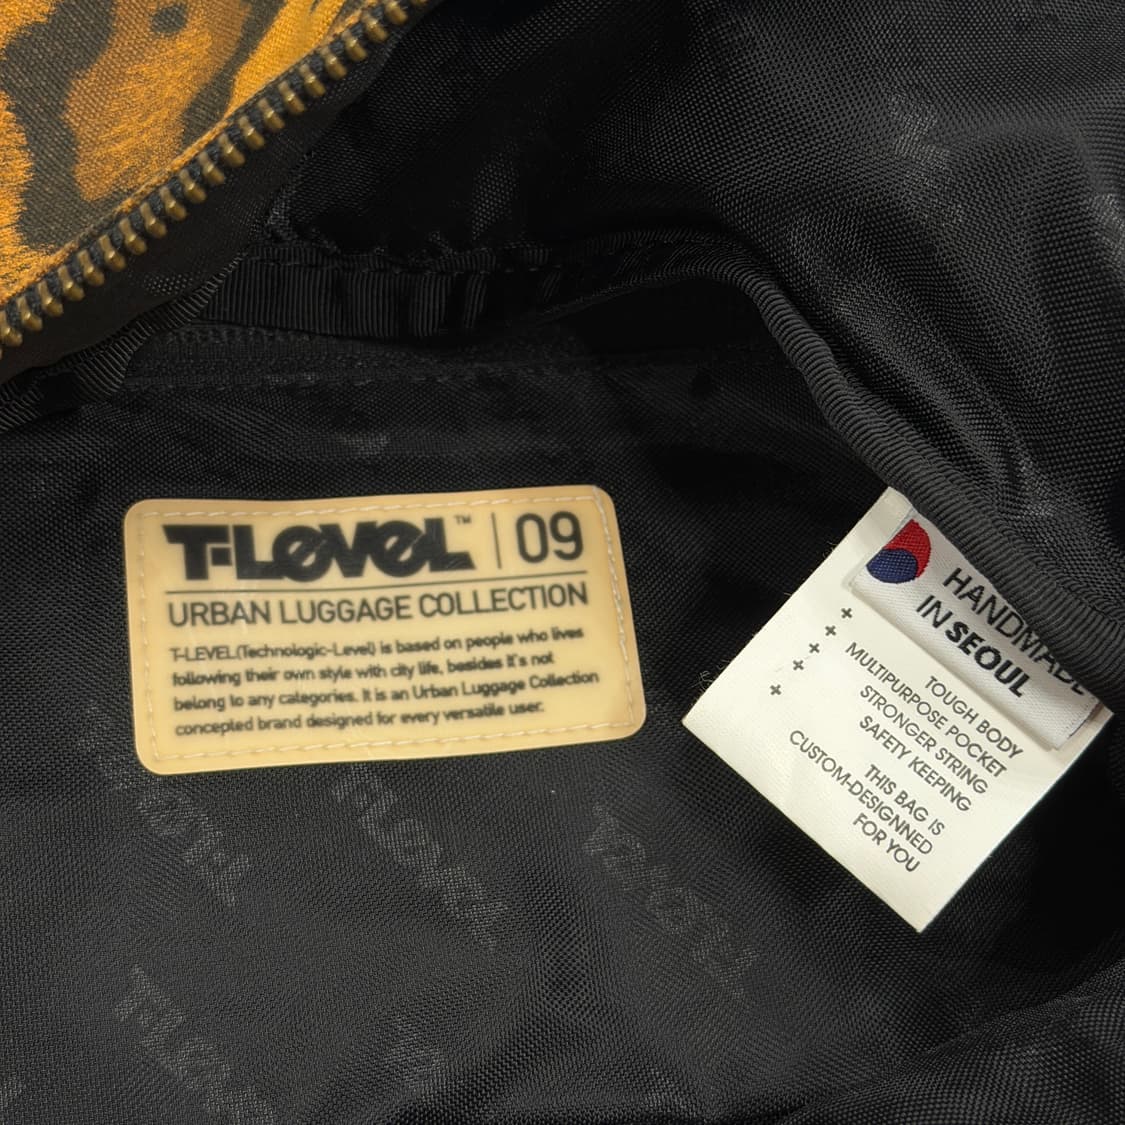 T-LEVEL™ | 09
URBAN LUGGAGE COLLECTION
T-LEVEL(Technologic-Level) is based on people who lives
following their own style with city life, besides it's not
belong to any categories. It is an Urban Luggage Collection
concepted brand designed for every versatile user.
HANDMADE
IN SEOUL
+ TOUGH BODY
+ MULTIPURPOSE POCKET
+ STRONGER STRING
+ SAFETY KEEPING
THIS BAG IS
CUSTOM-DESIGNNED
FOR YOU